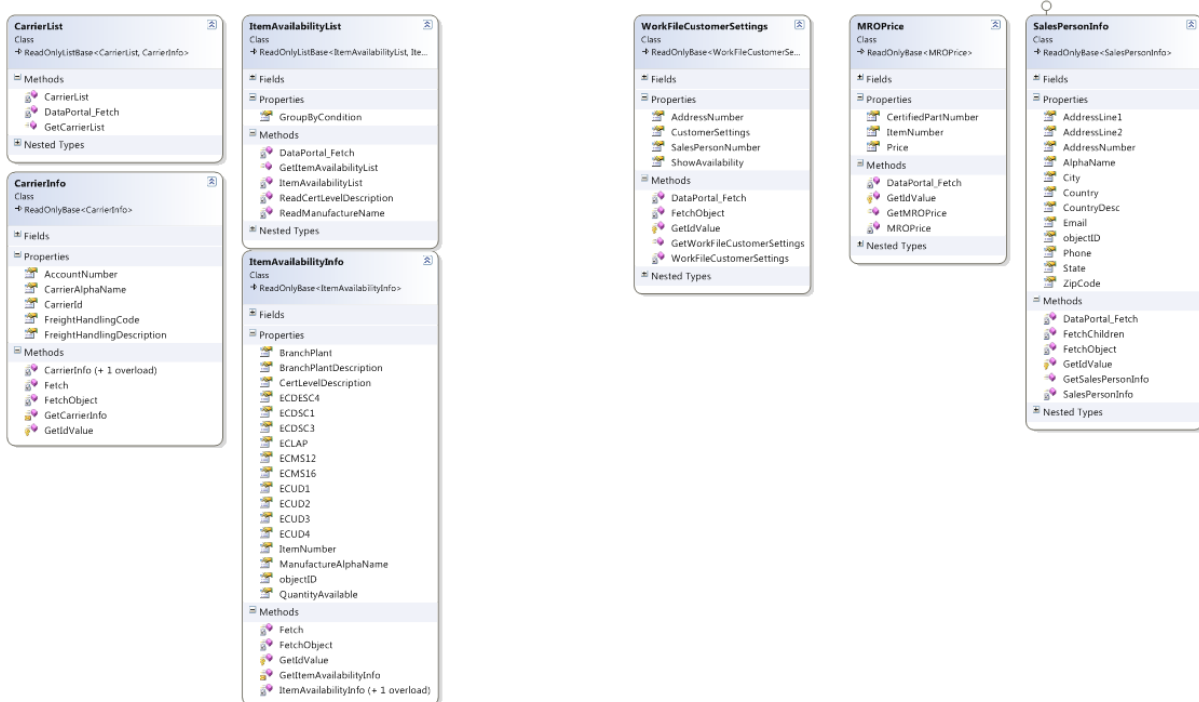 CarrierList
Class
ReadOnlyListBase<CarrierList, CarrierInfo>
Methods
CarrierList
DataPortal_Fetch
GetCarrierList
Nested Types
CarrierInfo
Class
ReadOnlyBase<CarrierInfo>
Fields
Properties
AccountNumber
CarrierAlphaName
CarrierId
FreightHandlingCode
FreightHandlingDescription
Methods
CarrierInfo (+ 1 overload)
Fetch
FetchObject
GetCarrierInfo
GetIdValue
ItemAvailabilityList
Class
ReadOnlyListBase<ItemAvailabilityList, Ite...
Fields
Properties
GroupByCondition
Methods
DataPortal_Fetch
GetItemAvailabilityList
ItemAvailabilityList
ReadCertLevelDescription
ReadManufactureName
Nested Types
ItemAvailabilityInfo
Class
ReadOnlyBase<ItemAvailabilityInfo>
Fields
Properties
BranchPlant
BranchPlantDescription
CertLevelDescription
ECDESC4
ECDSC1
ECDSC3
ECLAP
ECMS12
ECMS16
ECUD1
ECUD2
ECUD3
ECUD4
ItemNumber
ManufactureAlphaName
objectID
QuantityAvailable
Methods
Fetch
FetchObject
GetIdValue
GetItemAvailabilityInfo
ItemAvailabilityInfo (+ 1 overload)
WorkFileCustomerSettings
Class
ReadOnlyBase<WorkFileCustomerSe...
Fields
Properties
AddressNumber
CustomerSettings
SalesPersonNumber
ShowAvailability
Methods
DataPortal_Fetch
FetchObject
GetIdValue
GetWorkFileCustomerSettings
WorkFileCustomerSettings
Nested Types
MROPrice
Class
ReadOnlyBase<MROPrice>
Fields
Properties
CertifiedPartNumber
ItemNumber
Price
Methods
DataPortal_Fetch
GetIdValue
GetMROPrice
MROPrice
Nested Types
SalesPersonInfo
Class
ReadOnlyBase<SalesPersonInfo>
Fields
Properties
AddressLine1
AddressLine2
AddressNumber
AlphaName
City
Country
CountryDesc
Email
objectID
Phone
State
ZipCode
Methods
DataPortal_Fetch
FetchChildren
FetchObject
GetIdValue
GetSalesPersonInfo
SalesPersonInfo
Nested Types